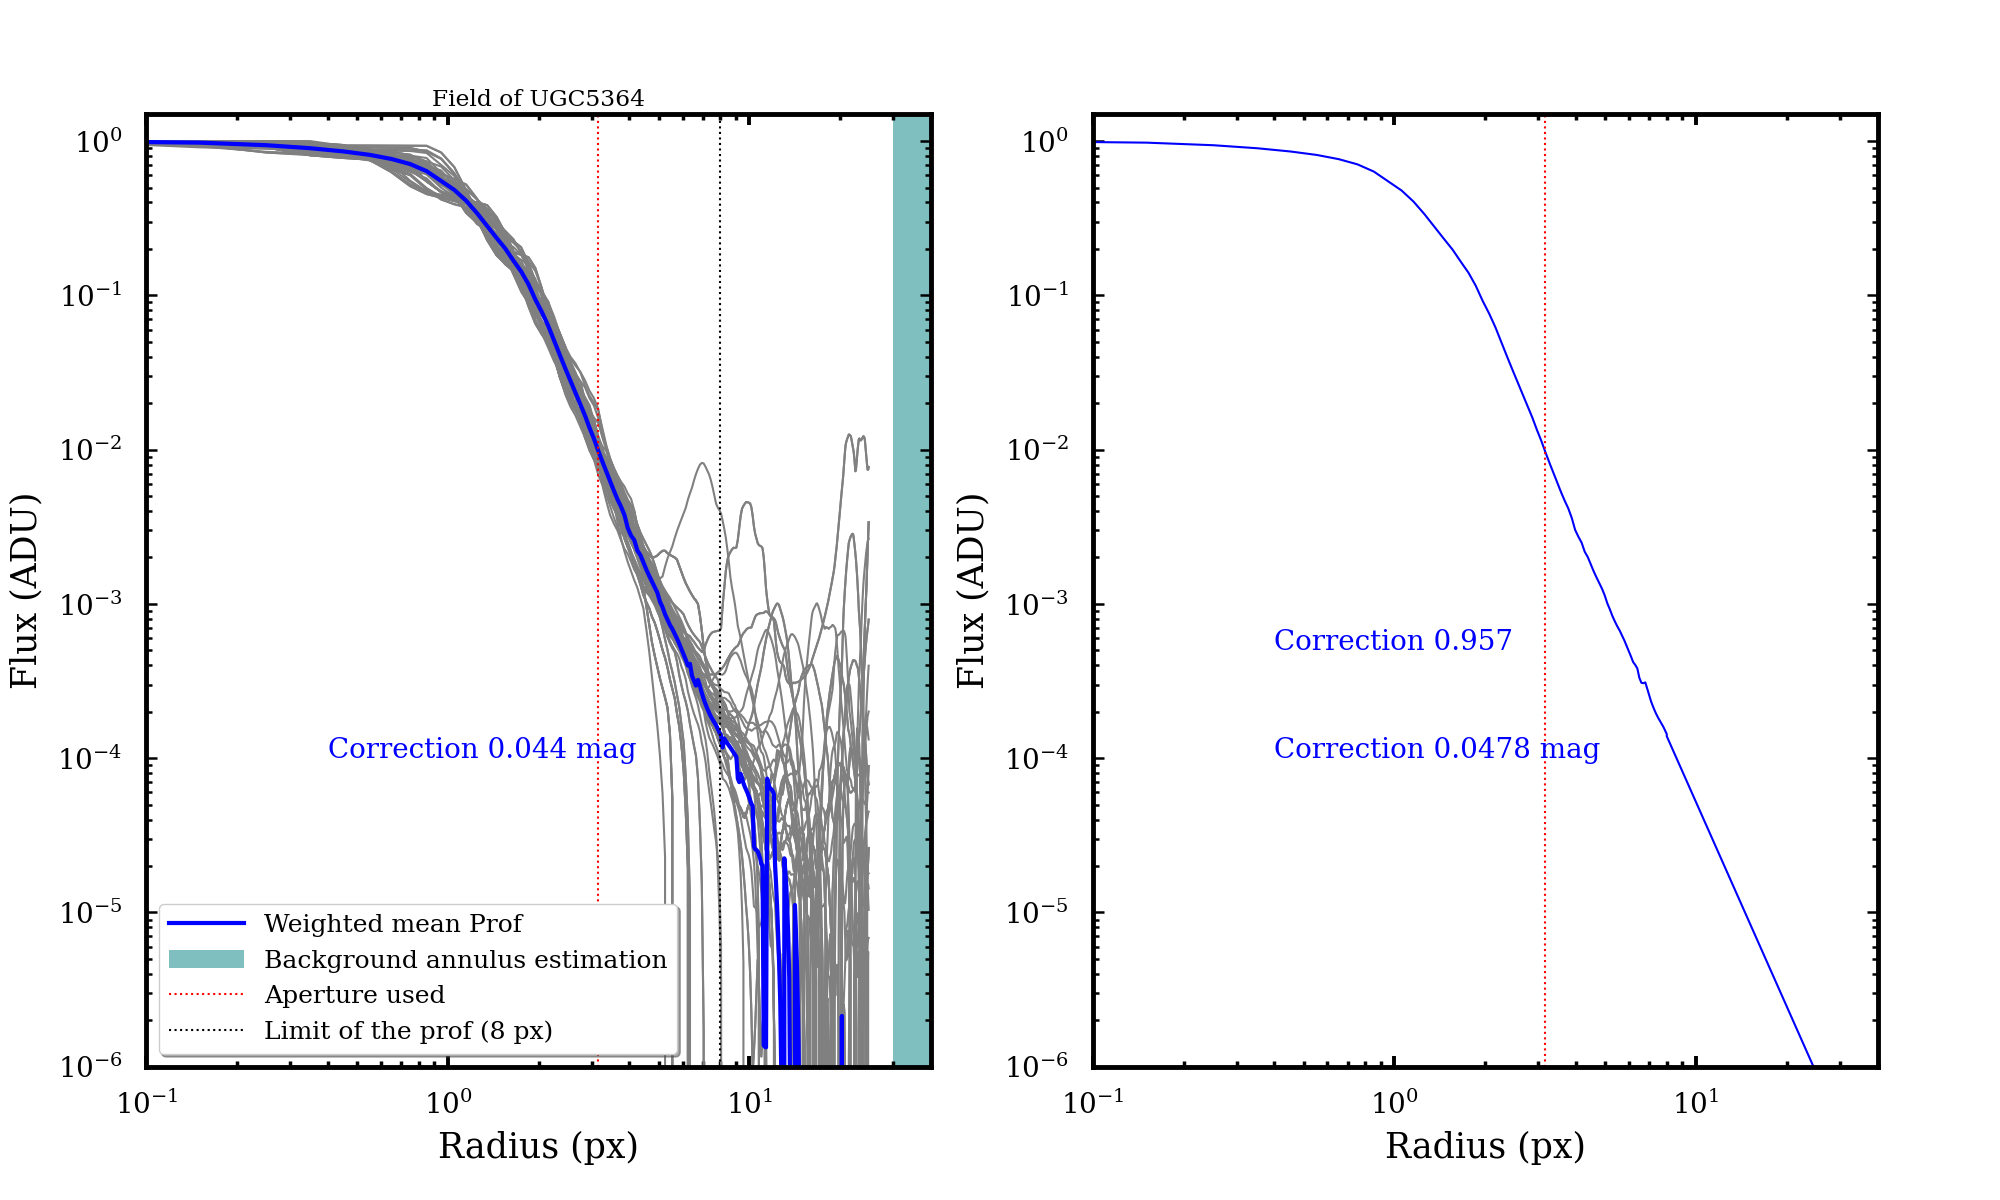 Field of UGC5364
10⁰
10⁻¹
10⁻²
10⁻³
10⁻⁴
10⁻⁵
10⁻⁶
Flux (ADU)
Correction 0.044 mag
Weighted mean Prof
Background annulus estimation
Aperture used
Limit of the prof (8 px)
10⁻¹ 10⁰ 10¹
Radius (px)
10⁰
10⁻¹
10⁻²
10⁻³
10⁻⁴
10⁻⁵
10⁻⁶
Flux (ADU)
Correction 0.957
Correction 0.0478 mag
10⁻¹ 10⁰ 10¹
Radius (px)